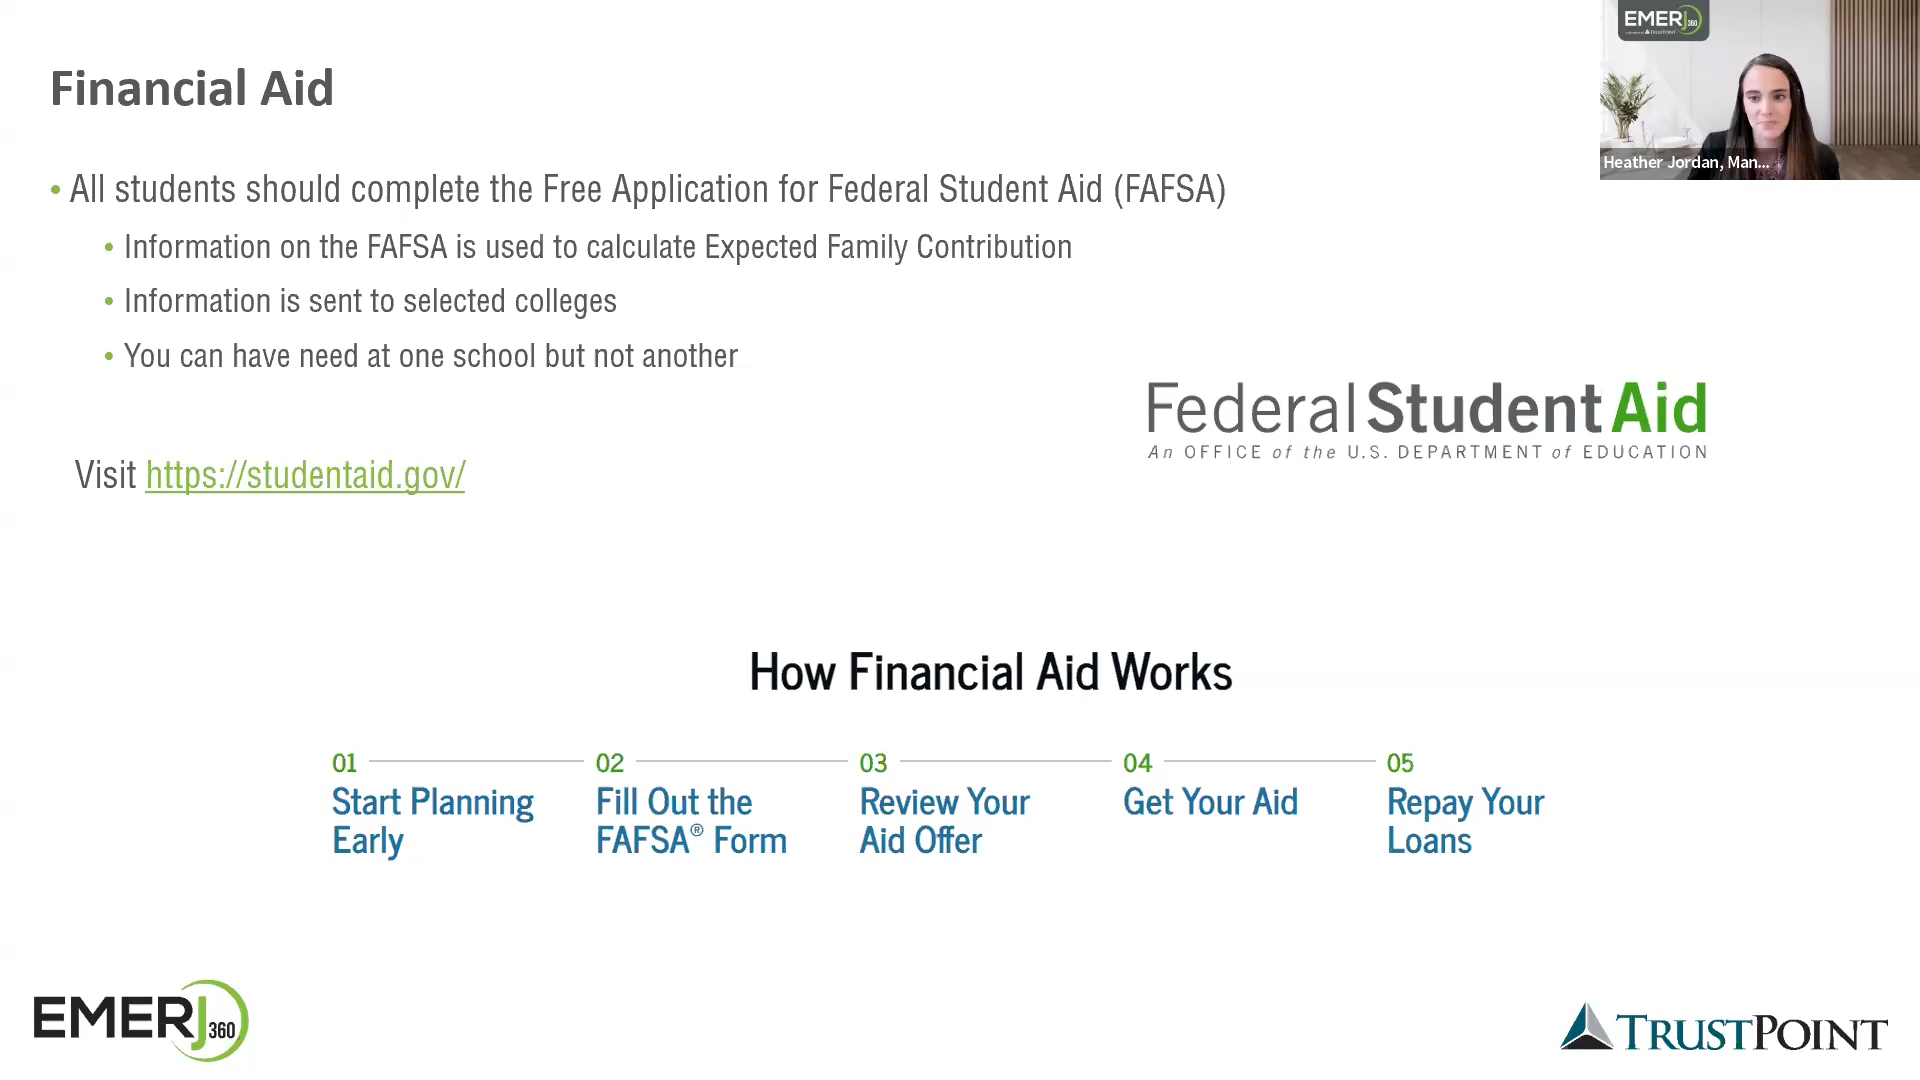 Financial Aid
• All students should complete the Free Application for Federal Student Aid (FAFSA)
• Information on the FAFSA is used to calculate Expected Family Contribution
• Information is sent to selected colleges
• You can have need at one school but not another
Visit https://studentaid.gov/
EMERJ360
Heather Jordan, Man...
Federal Student Aid
An OFFICE of the U.S. DEPARTMENT of EDUCATION
How Financial Aid Works
01 02 03 04 05
Start Planning Fill Out the Review Your Get Your Aid Repay Your
Early FAFSA® Form Aid Offer Loans
EMERJ360
TRUSTPOINT